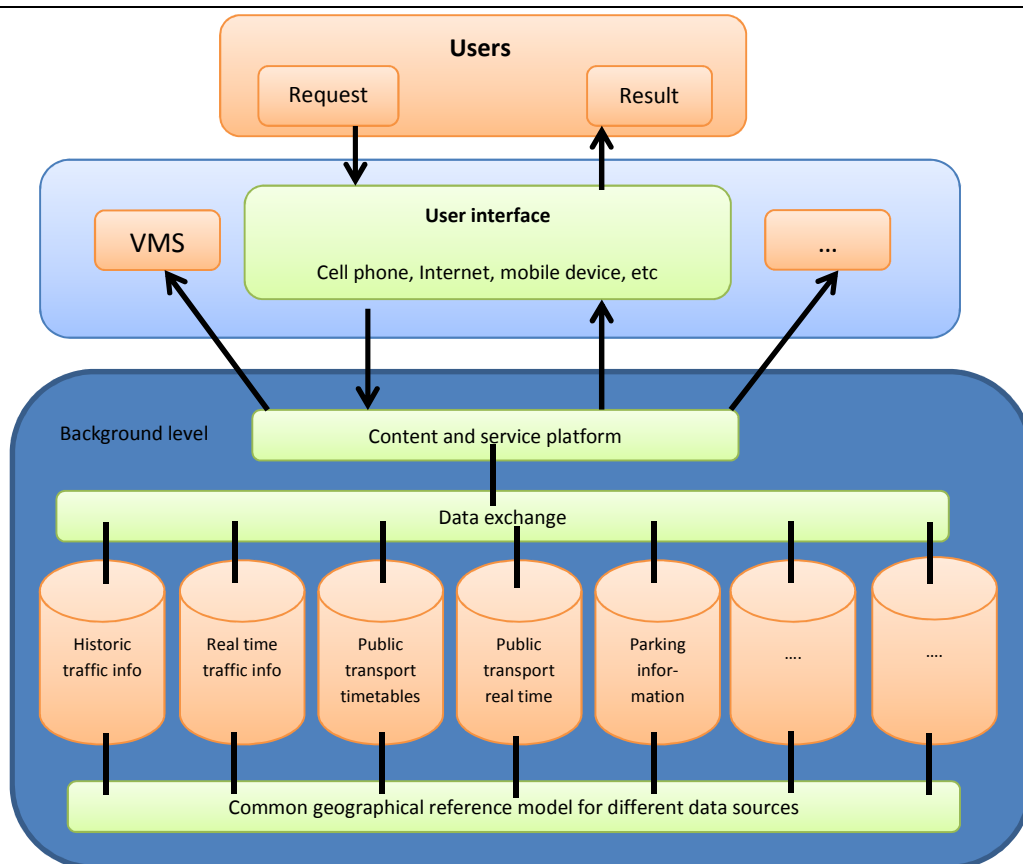 Users
Request
Result
User interface
VMS
...
Cell phone, Internet, mobile device, etc
Background level
Content and service platform
Data exchange
Historic
traffic info
Real time
traffic info
Public
transport
timetables
Public
transport
real time
Parking
infor-
mation
....
....
Common geographical reference model for different data sources